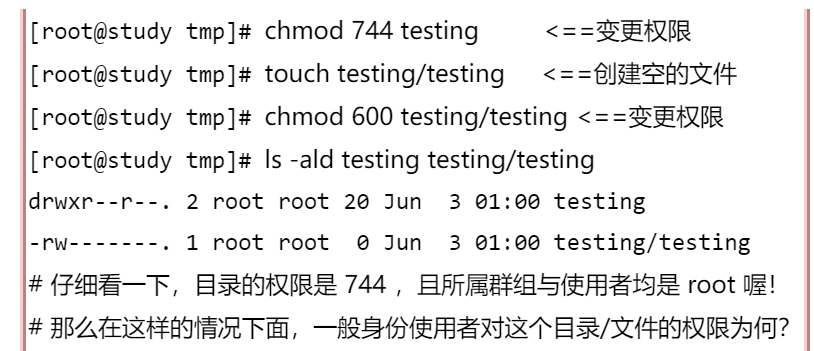 [root@study tmp]# chmod 744 testing <==变更权限
[root@study tmp]# touch testing/testing <==创建空的文件
[root@study tmp]# chmod 600 testing/testing <==变更权限
[root@study tmp]# ls -ald testing testing/testing
drwxr--r--. 2 root root 20 Jun  3 01:00 testing
-rw-------. 1 root root  0 Jun  3 01:00 testing/testing
# 仔细看一下，目录的权限是 744 ，且所属群组与使用者均是 root 喔！
# 那么在这样的情况下面，一般身份使用者对这个目录/文件的权限为何？